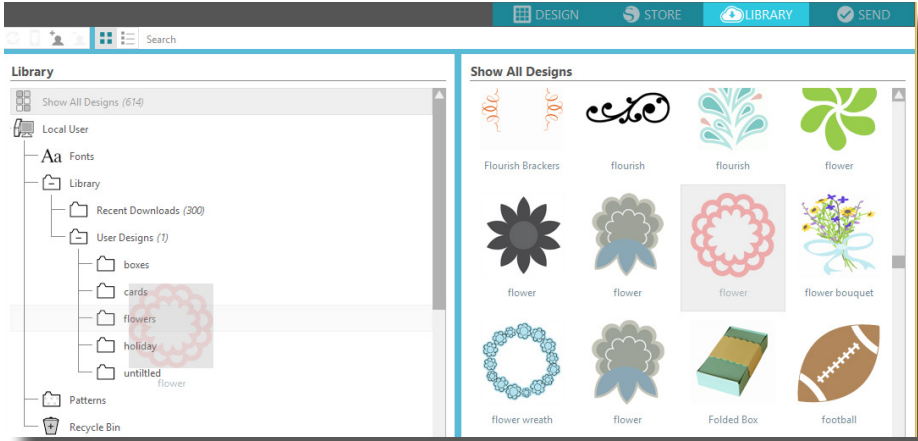 DESIGN STORE LIBRARY SEND
Search
Library
Show All Designs (614)
Local User
Aa Fonts
Library
Recent Downloads (300)
User Designs (1)
boxes
cards
flowers
holiday
untiltled
flower
Patterns
Recycle Bin
Show All Designs
Flourish Brackers flourish flourish flower
flower flower flower flower bouquet
flower wreath flower Folded Box football